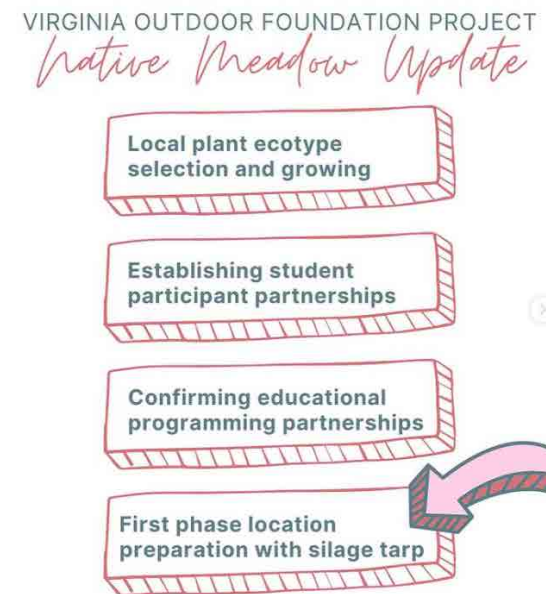 VIRGINIA OUTDOOR FOUNDATION PROJECT
Native Meadow Update
Local plant ecotype
selection and growing
Establishing student
participant partnerships
Confirming educational
programming partnerships
First phase location
preparation with silage tarp